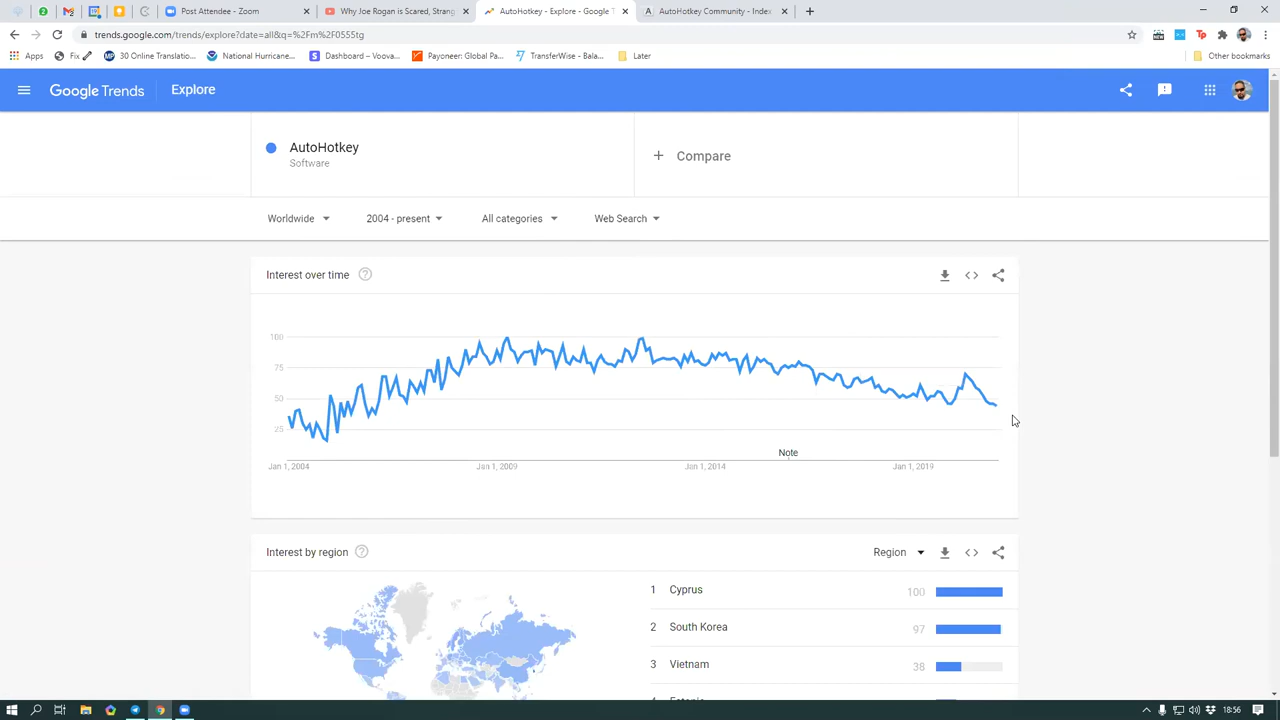 Post Attendee - Zoom
Why Joe Rogan is Scared, Strang
AutoHotkey - Explore - Google T
AutoHotkey Community - Index
trends.google.com/trends/explore?date=all&q=%2Fm%2F0555tg
Apps
Fix
30 Online Translatio...
National Hurricane...
Dashboard – Voova...
Payoneer: Global Pa...
TransferWise - Bala...
Later
Other bookmarks
Google Trends
Explore
AutoHotkey
Software
+ Compare
Worldwide
2004 - present
All categories
Web Search
Interest over time
100
75
50
25
Note
Jan 1, 2004
Jan 1, 2009
Jan 1, 2014
Jan 1, 2019
Interest by region
Region
1 Cyprus 100
2 South Korea 97
3 Vietnam 38
18:56